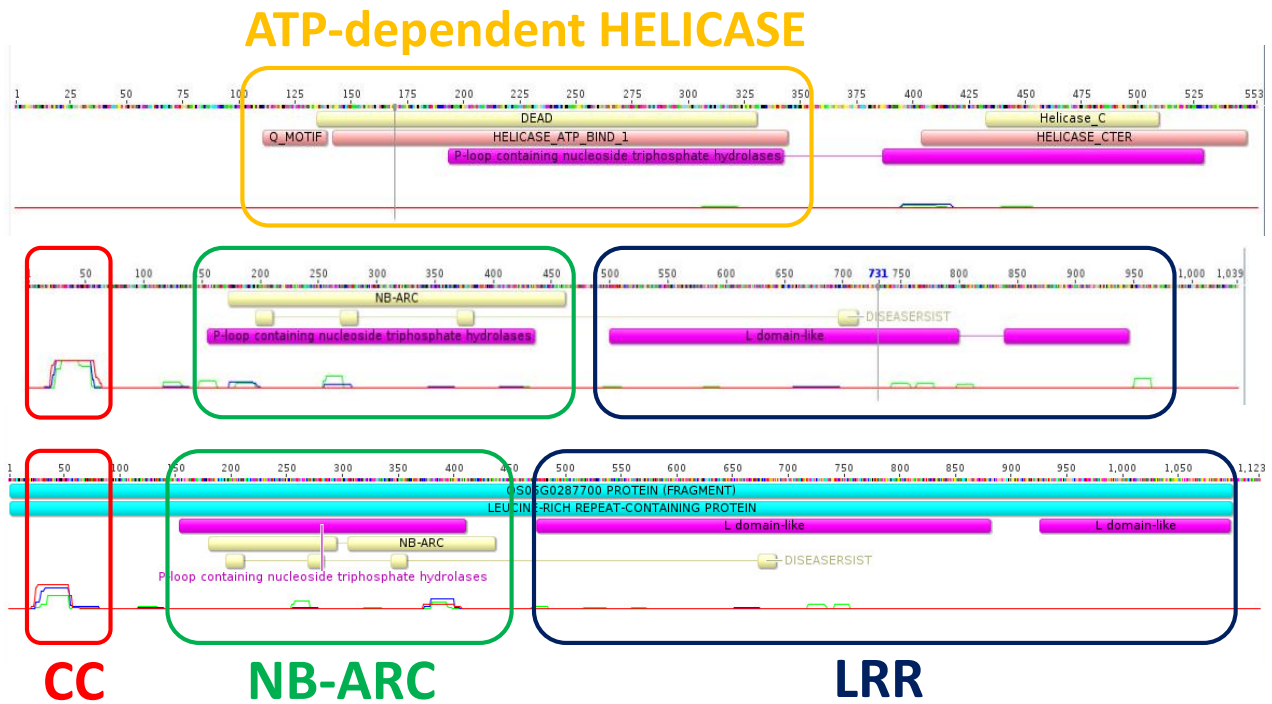 ATP-dependent HELICASE
1 25 50 75 100 125 150 175 200 225 250 275 300 325 350 375 400 425 450 475 500 525 553
DEAD Helicase_C
Q_MOTIF HELICASE_ATP_BIND_1 HELICASE_CTER
P-loop containing nucleoside triphosphate hydrolases
50 100 150 200 250 300 350 400 450 500 550 600 650 700 731 750 800 850 900 950 1,000 1,039
NB-ARC
DISEASERSIST
P-loop containing nucleoside triphosphate hydrolases L domain-like
1 50 100 150 200 250 300 350 400 450 500 550 600 650 700 750 800 850 900 950 1,000 1,050 1,123
OS05G0287700 PROTEIN (FRAGMENT)
LEUCINE-RICH REPEAT-CONTAINING PROTEIN
L domain-like L domain-like
NB-ARC
DISEASERSIST
P-loop containing nucleoside triphosphate hydrolases
CC NB-ARC LRR